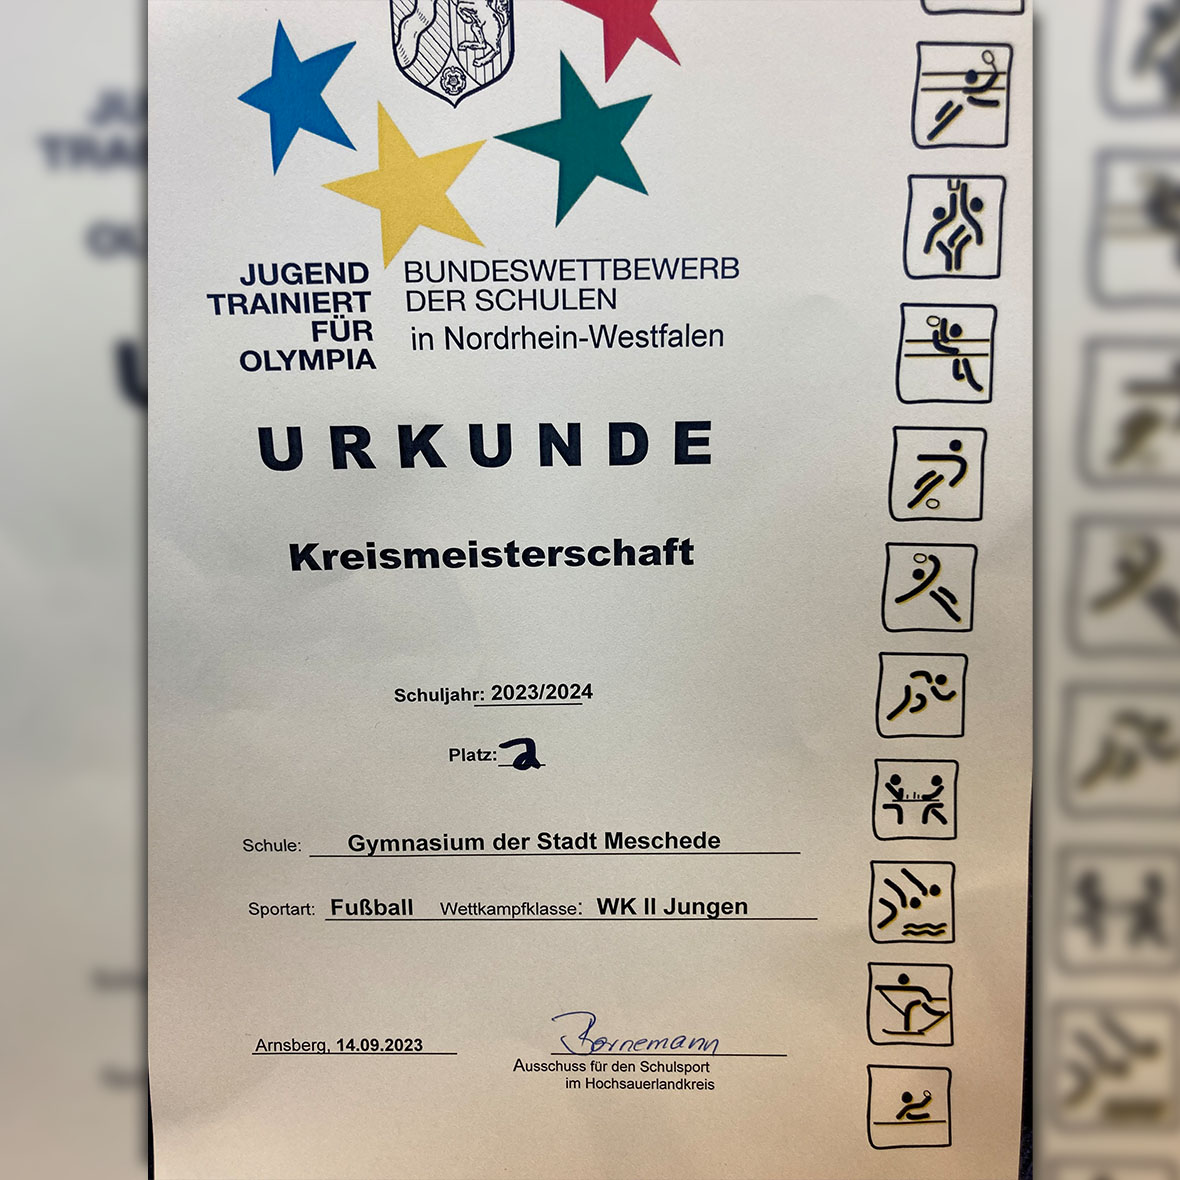 JUGEND
TRAINIERT
FÜR
OLYMPIA
BUNDESWETTBEWERB
DER SCHULEN
in Nordrhein-Westfalen
URKUNDE
Kreismeisterschaft
Schuljahr: 2023/2024
Platz: 2
Schule: Gymnasium der Stadt Meschede
Sportart: Fußball Wettkampfklasse: WK II Jungen
Arnsberg, 14.09.2023
Bornemann
Ausschuss für den Schulsport
im Hochsauerlandkreis